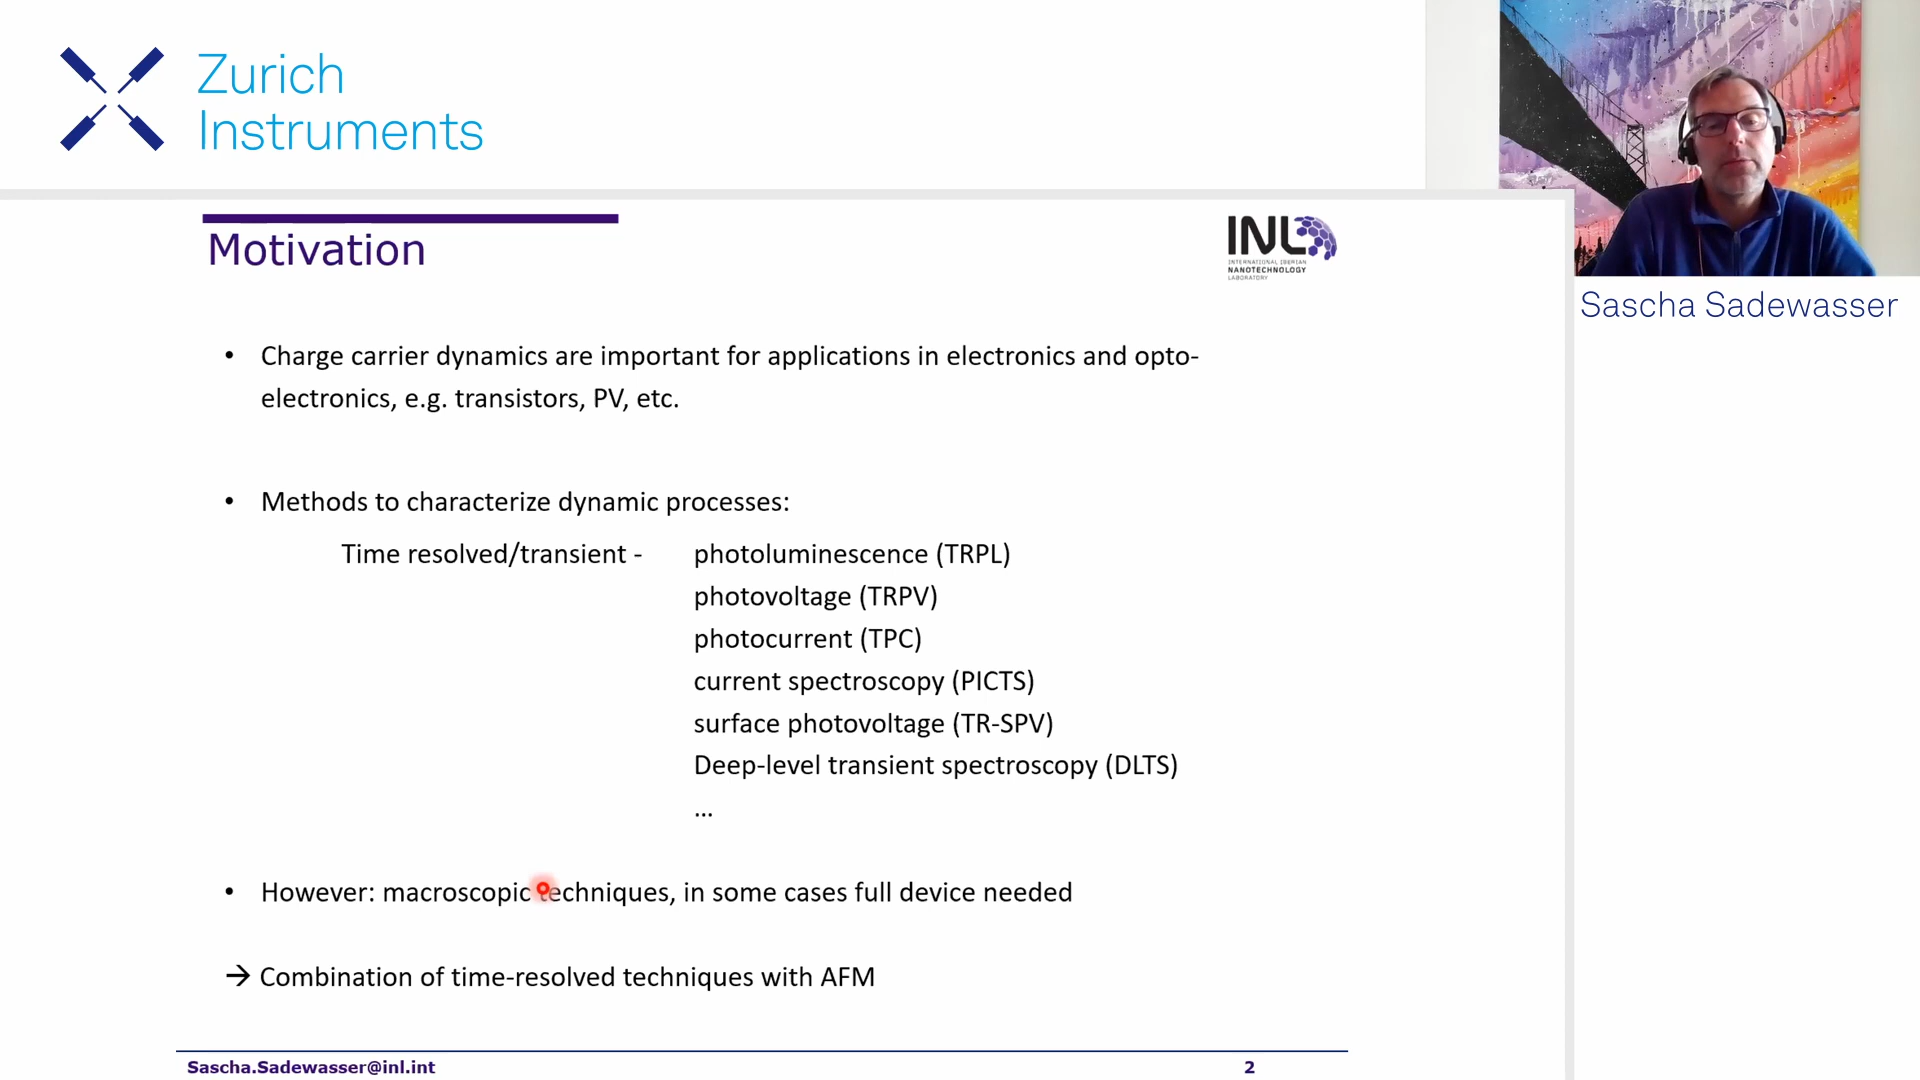 Zurich
Instruments
Motivation
INL
INTERNATIONAL IBERIAN
NANOTECHNOLOGY
LABORATORY
Sascha Sadewasser
• Charge carrier dynamics are important for applications in electronics and opto-
electronics, e.g. transistors, PV, etc.
• Methods to characterize dynamic processes:
Time resolved/transient - photoluminescence (TRPL)
photovoltage (TRPV)
photocurrent (TPC)
current spectroscopy (PICTS)
surface photovoltage (TR-SPV)
Deep-level transient spectroscopy (DLTS)
...
• However: macroscopic techniques, in some cases full device needed
→ Combination of time-resolved techniques with AFM
Sascha.Sadewasser@inl.int 2